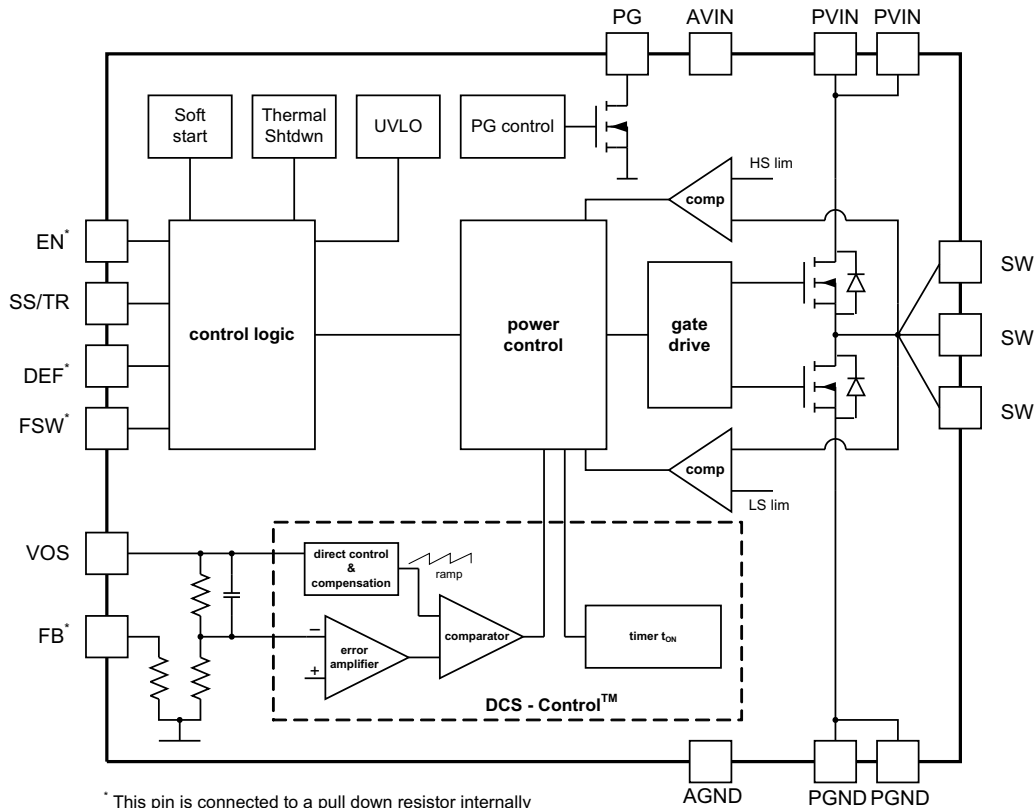 PG AVIN PVIN PVIN
Soft
start
Thermal
Shtdwn
UVLO
PG control
HS lim
comp
EN*
SS/TR
DEF*
FSW*
control logic
power
control
gate
drive
SW
SW
SW
comp
LS lim
VOS
FB*
direct control
&
compensation
ramp
comparator
error
amplifier
−
+
timer tON
DCS - Control™
AGND PGND PGND
* This pin is connected to a pull down resistor internally